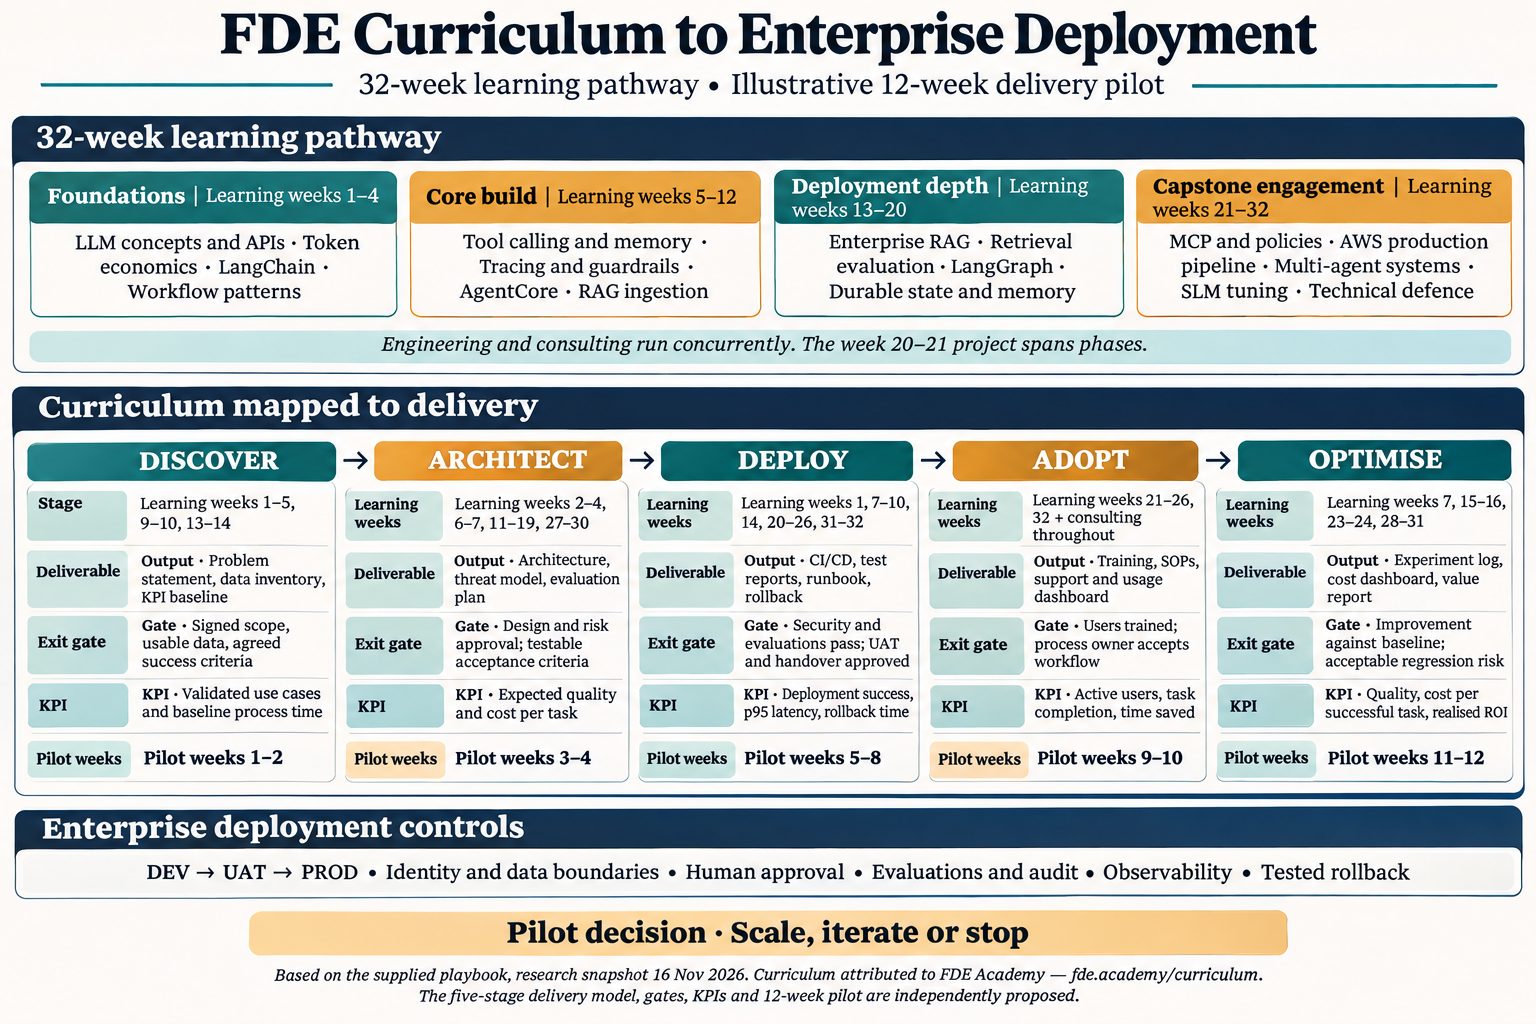 FDE Curriculum to Enterprise Deployment
32-week learning pathway • Illustrative 12-week delivery pilot
32-week learning pathway
Foundations | Learning weeks 1–4
LLM concepts and APIs · Token
economics · LangChain ·
Workflow patterns
Core build | Learning weeks 5–12
Tool calling and memory ·
Tracing and guardrails ·
AgentCore · RAG ingestion
Deployment depth | Learning
weeks 13–20
Enterprise RAG · Retrieval
evaluation · LangGraph ·
Durable state and memory
Capstone engagement | Learning
weeks 21–32
MCP and policies · AWS production
pipeline · Multi-agent systems ·
SLM tuning · Technical defence
Engineering and consulting run concurrently. The week 20–21 project spans phases.
Curriculum mapped to delivery
DISCOVER
Stage
Learning weeks 1–5,
9–10, 13–14
Deliverable
Output · Problem
statement, data inventory,
KPI baseline
Exit gate
Gate · Signed scope,
usable data, agreed
success criteria
KPI
KPI · Validated use cases
and baseline process time
Pilot weeks
Pilot weeks 1–2
→ ARCHITECT
Learning
weeks
Learning weeks 2–4,
6–7, 11–19, 27–30
Deliverable
Output · Architecture,
threat model, evaluation
plan
Exit gate
Gate · Design and risk
approval; testable
acceptance criteria
KPI
KPI · Expected quality
and cost per task
Pilot weeks
Pilot weeks 3–4
→ DEPLOY
Learning
weeks
Learning weeks 1, 7–10,
14, 20–26, 31–32
Deliverable
Output · CI/CD, test
reports, runbook,
rollback
Exit gate
Gate · Security and
evaluations pass; UAT
and handover approved
KPI
KPI · Deployment success,
p95 latency, rollback time
Pilot weeks
Pilot weeks 5–8
→ ADOPT
Learning
weeks
Learning weeks 21–26,
32 + consulting
throughout
Deliverable
Output · Training, SOPs,
support and usage
dashboard
Exit gate
Gate · Users trained;
process owner accepts
workflow
KPI
KPI · Active users, task
completion, time saved
Pilot weeks
Pilot weeks 9–10
→ OPTIMISE
Learning
weeks
Learning weeks 7, 15–16,
23–24, 28–31
Deliverable
Output · Experiment log,
cost dashboard, value
report
Exit gate
Gate · Improvement
against baseline;
acceptable regression risk
KPI
KPI · Quality, cost per
successful task, realised ROI
Pilot weeks
Pilot weeks 11–12
Enterprise deployment controls
DEV → UAT → PROD • Identity and data boundaries • Human approval • Evaluations and audit • Observability • Tested rollback
Pilot decision · Scale, iterate or stop
Based on the supplied playbook, research snapshot 16 Nov 2026. Curriculum attributed to FDE Academy — fde.academy/curriculum.
The five-stage delivery model, gates, KPIs and 12-week pilot are independently proposed.